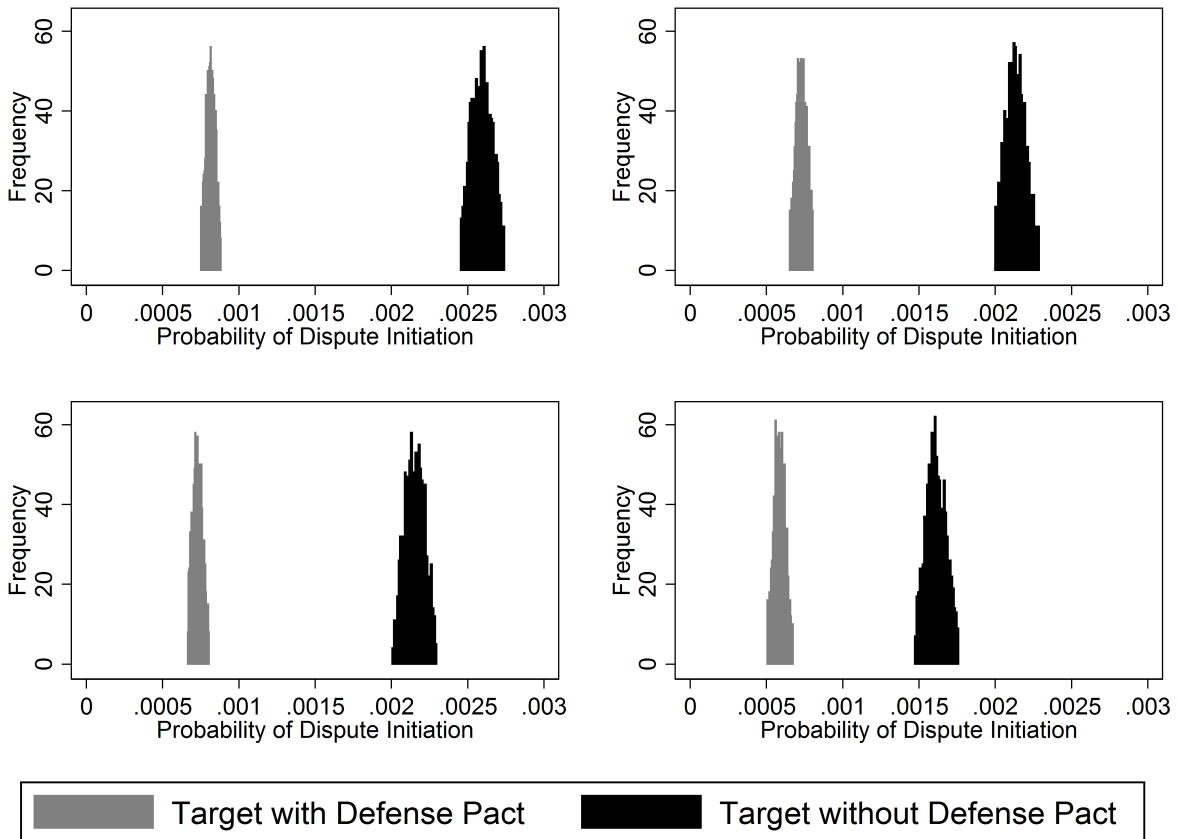 Frequency
60
40
20
0
0 .0005 .001 .0015 .002 .0025 .003
Probability of Dispute Initiation
Frequency
60
40
20
0
0 .0005 .001 .0015 .002 .0025 .003
Probability of Dispute Initiation
Frequency
60
40
20
0
0 .0005 .001 .0015 .002 .0025 .003
Probability of Dispute Initiation
Frequency
60
40
20
0
0 .0005 .001 .0015 .002 .0025 .003
Probability of Dispute Initiation
Target with Defense Pact Target without Defense Pact